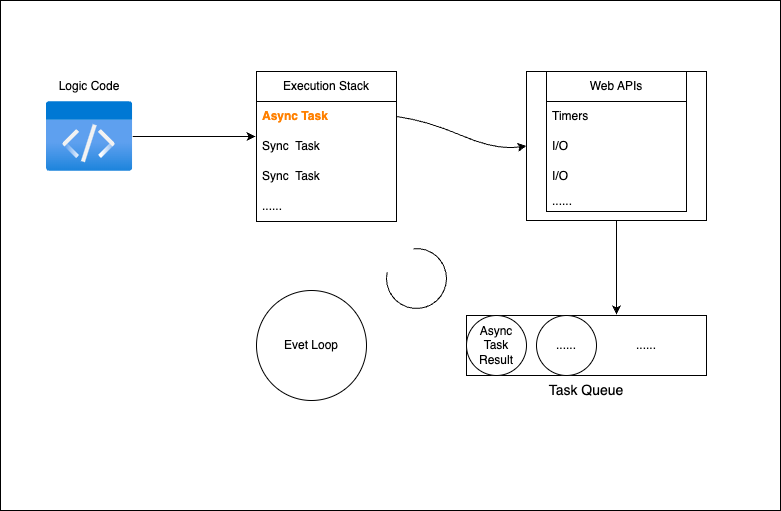 Logic Code
</>
Execution Stack
Async Task
Sync  Task
Sync  Task
......
Web APIs
Timers
I/O
I/O
......
Evet Loop
Async
Task
Result
......
......
Task Queue